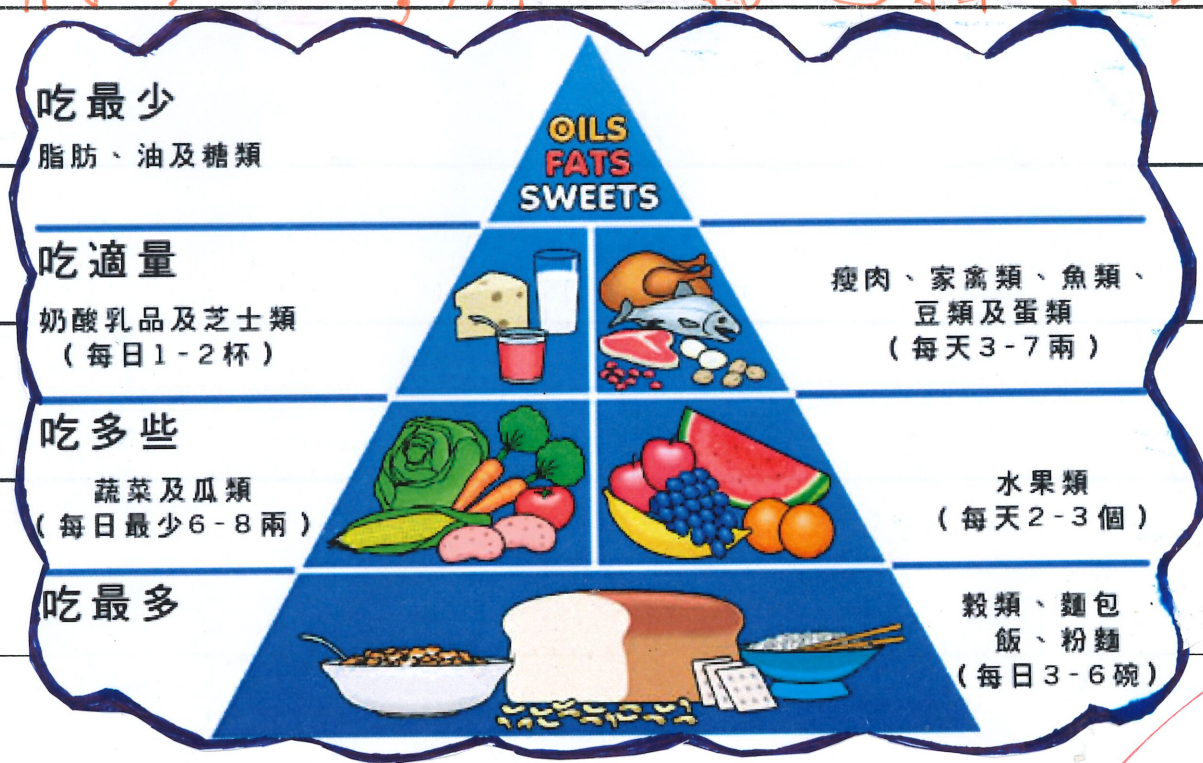 吃最少
脂肪、油及糖類
OILS
FATS
SWEETS
吃適量
奶酸乳品及芝士類
(每日1-2杯)
瘦肉、家禽類、魚類、
豆類及蛋類
(每天3-7兩)
吃多些
蔬菜及瓜類
(每日最少6-8兩)
水果類
(每天2-3個)
吃最多
穀類、麵包
飯、粉麵
(每日3-6碗)